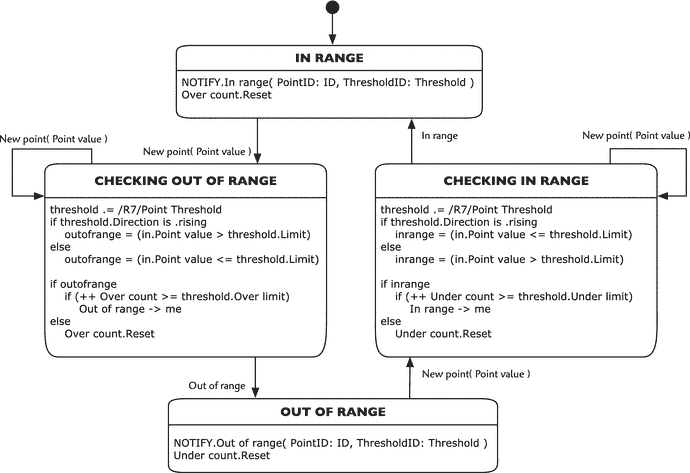 IN RANGE
NOTIFY.In range( PointID: ID, ThresholdID: Threshold )
Over count.Reset
New point( Point value )
In range
New point( Point value )
New point( Point value )
CHECKING OUT OF RANGE
threshold .= /R7/Point Threshold
if threshold.Direction is .rising
outofrange = (in.Point value > threshold.Limit)
else
outofrange = (in.Point value <= threshold.Limit)
if outofrange
if (++ Over count >= threshold.Over limit)
Out of range -> me
else
Over count.Reset
CHECKING IN RANGE
threshold .= /R7/Point Threshold
if threshold.Direction is .rising
inrange = (in.Point value <= threshold.Limit)
else
inrange = (in.Point value > threshold.Limit)
if inrange
if (++ Under count >= threshold.Under limit)
In range -> me
else
Under count.Reset
Out of range
New point( Point value )
OUT OF RANGE
NOTIFY.Out of range( PointID: ID, ThresholdID: Threshold )
Under count.Reset